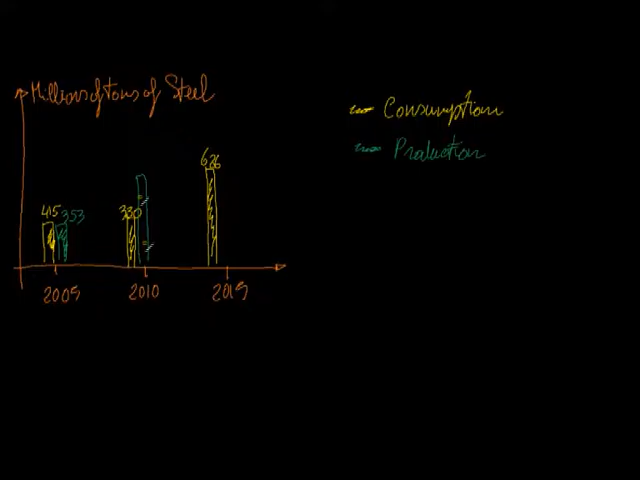 Millions of tons of Steel
Consumption
Production
626
415 353
330
2005 2010 2015